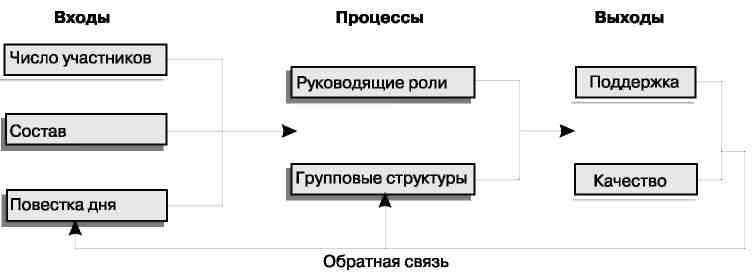 Входы
Процессы
Выходы
Число участников
Состав
Повестка дня
Руководящие роли
Групповые структуры
Поддержка
Качество
Обратная связь